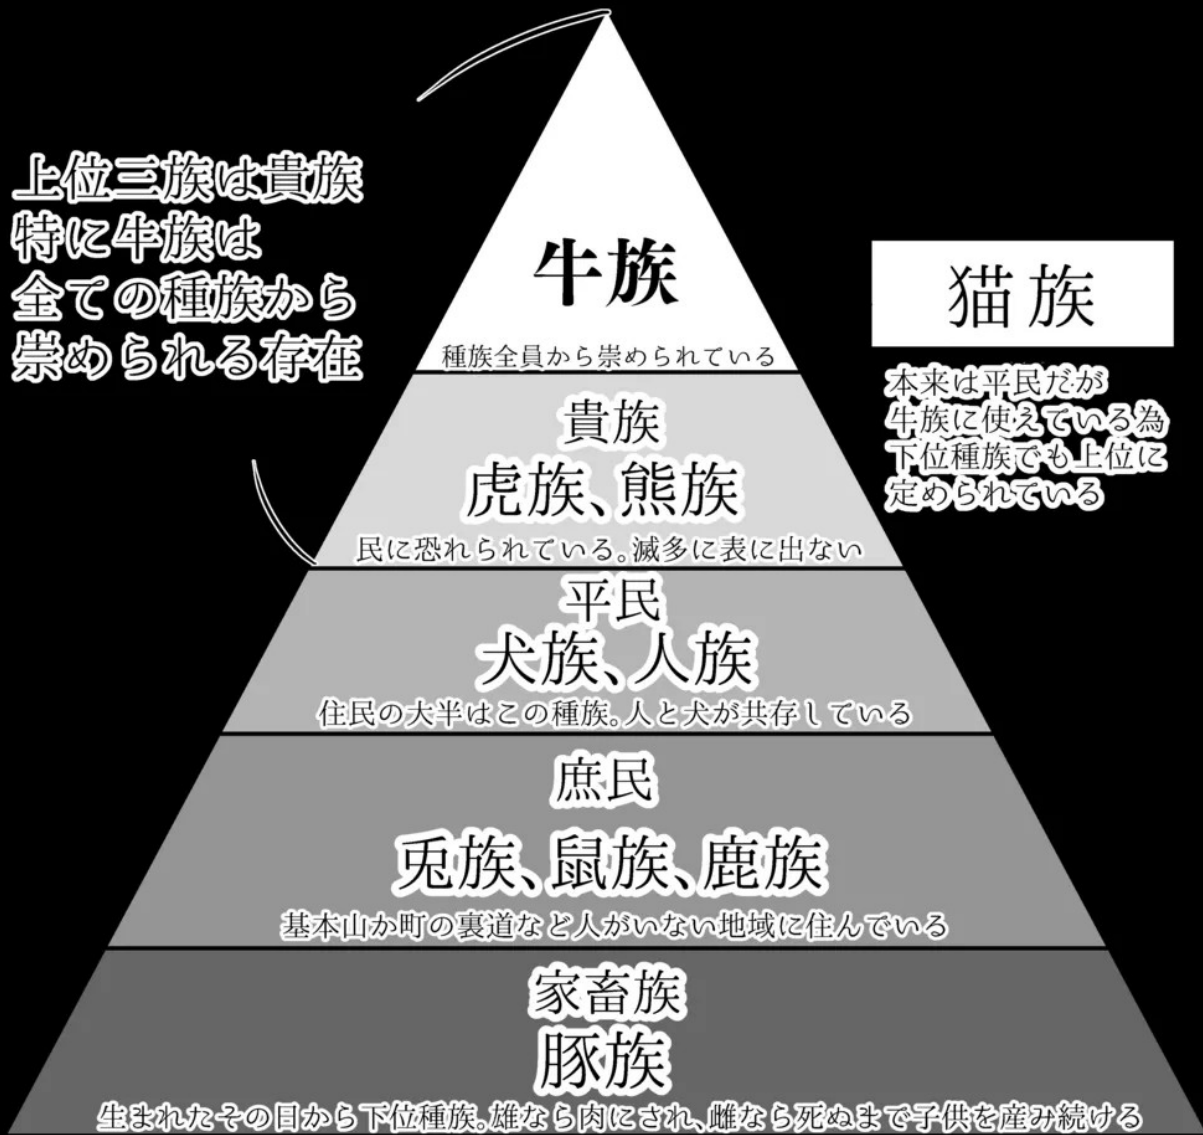 上位三族は貴族
特に牛族は
全ての種族から
崇められる存在
牛族
種族全員から崇められている
猫族
本来は平民だが
牛族に使えている為
下位種族でも上位に
定められている
貴族
虎族、熊族
民に恐れられている。滅多に表に出ない
平民
犬族、人族
住民の大半はこの種族。人と犬が共存している
庶民
兎族、鼠族、鹿族
基本山か町の裏道など人がいない地域に住んでいる
家畜族
豚族
生まれたその日から下位種族。雄なら肉にされ、雌なら死ぬまで子供を産み続ける